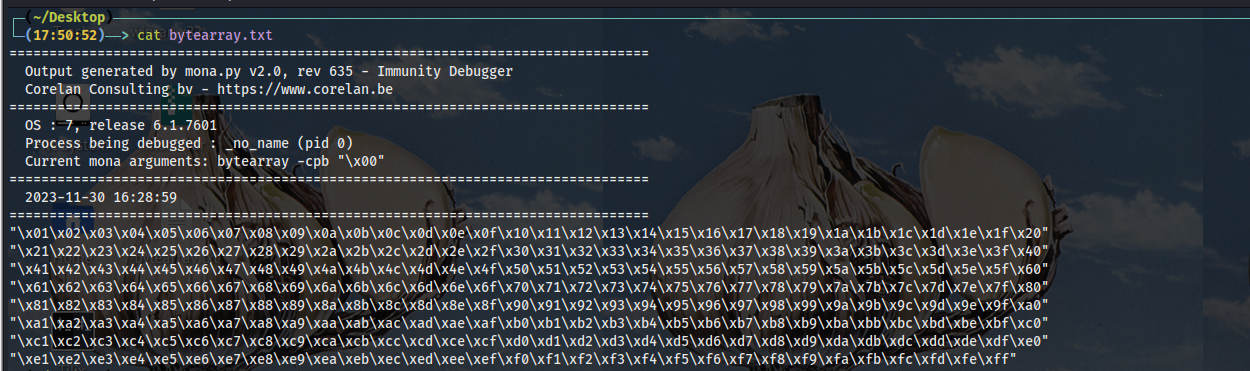 (~/Desktop)
(17:50:52)—> cat bytearray.txt
================================================================================
Output generated by mona.py v2.0, rev 635 - Immunity Debugger
Corelan Consulting bv - https://www.corelan.be
================================================================================
OS : 7, release 6.1.7601
Process being debugged : _no_name (pid 0)
Current mona arguments: bytearray -cpb "\x00"
================================================================================
2023-11-30 16:28:59
================================================================================
"\x01\x02\x03\x04\x05\x06\x07\x08\x09\x0a\x0b\x0c\x0d\x0e\x0f\x10\x11\x12\x13\x14\x15\x16\x17\x18\x19\x1a\x1b\x1c\x1d\x1e\x1f\x20"
"\x21\x22\x23\x24\x25\x26\x27\x28\x29\x2a\x2b\x2c\x2d\x2e\x2f\x30\x31\x32\x33\x34\x35\x36\x37\x38\x39\x3a\x3b\x3c\x3d\x3e\x3f\x40"
"\x41\x42\x43\x44\x45\x46\x47\x48\x49\x4a\x4b\x4c\x4d\x4e\x4f\x50\x51\x52\x53\x54\x55\x56\x57\x58\x59\x5a\x5b\x5c\x5d\x5e\x5f\x60"
"\x61\x62\x63\x64\x65\x66\x67\x68\x69\x6a\x6b\x6c\x6d\x6e\x6f\x70\x71\x72\x73\x74\x75\x76\x77\x78\x79\x7a\x7b\x7c\x7d\x7e\x7f\x80"
"\x81\x82\x83\x84\x85\x86\x87\x88\x89\x8a\x8b\x8c\x8d\x8e\x8f\x90\x91\x92\x93\x94\x95\x96\x97\x98\x99\x9a\x9b\x9c\x9d\x9e\x9f\xa0"
"\xa1\xa2\xa3\xa4\xa5\xa6\xa7\xa8\xa9\xaa\xab\xac\xad\xae\xaf\xb0\xb1\xb2\xb3\xb4\xb5\xb6\xb7\xb8\xb9\xba\xbb\xbc\xbd\xbe\xbf\xc0"
"\xc1\xc2\xc3\xc4\xc5\xc6\xc7\xc8\xc9\xca\xcb\xcc\xcd\xce\xcf\xd0\xd1\xd2\xd3\xd4\xd5\xd6\xd7\xd8\xd9\xda\xdb\xdc\xdd\xde\xdf\xe0"
"\xe1\xe2\xe3\xe4\xe5\xe6\xe7\xe8\xe9\xea\xeb\xec\xed\xee\xef\xf0\xf1\xf2\xf3\xf4\xf5\xf6\xf7\xf8\xf9\xfa\xfb\xfc\xfd\xfe\xff"